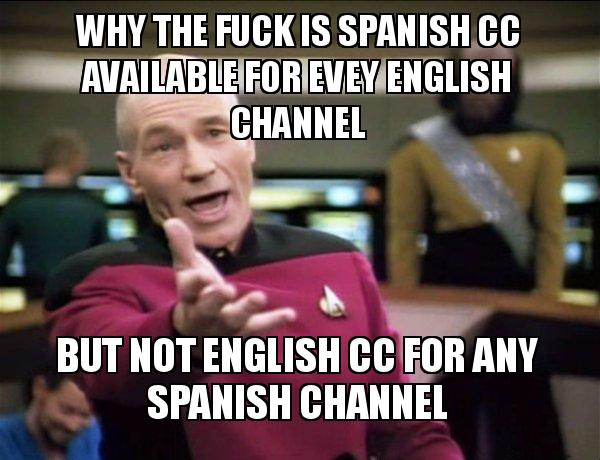 WHY THE FUCK IS SPANISH CC
AVAILABLE FOR EVEY ENGLISH
CHANNEL
BUT NOT ENGLISH CC FOR ANY
SPANISH CHANNEL